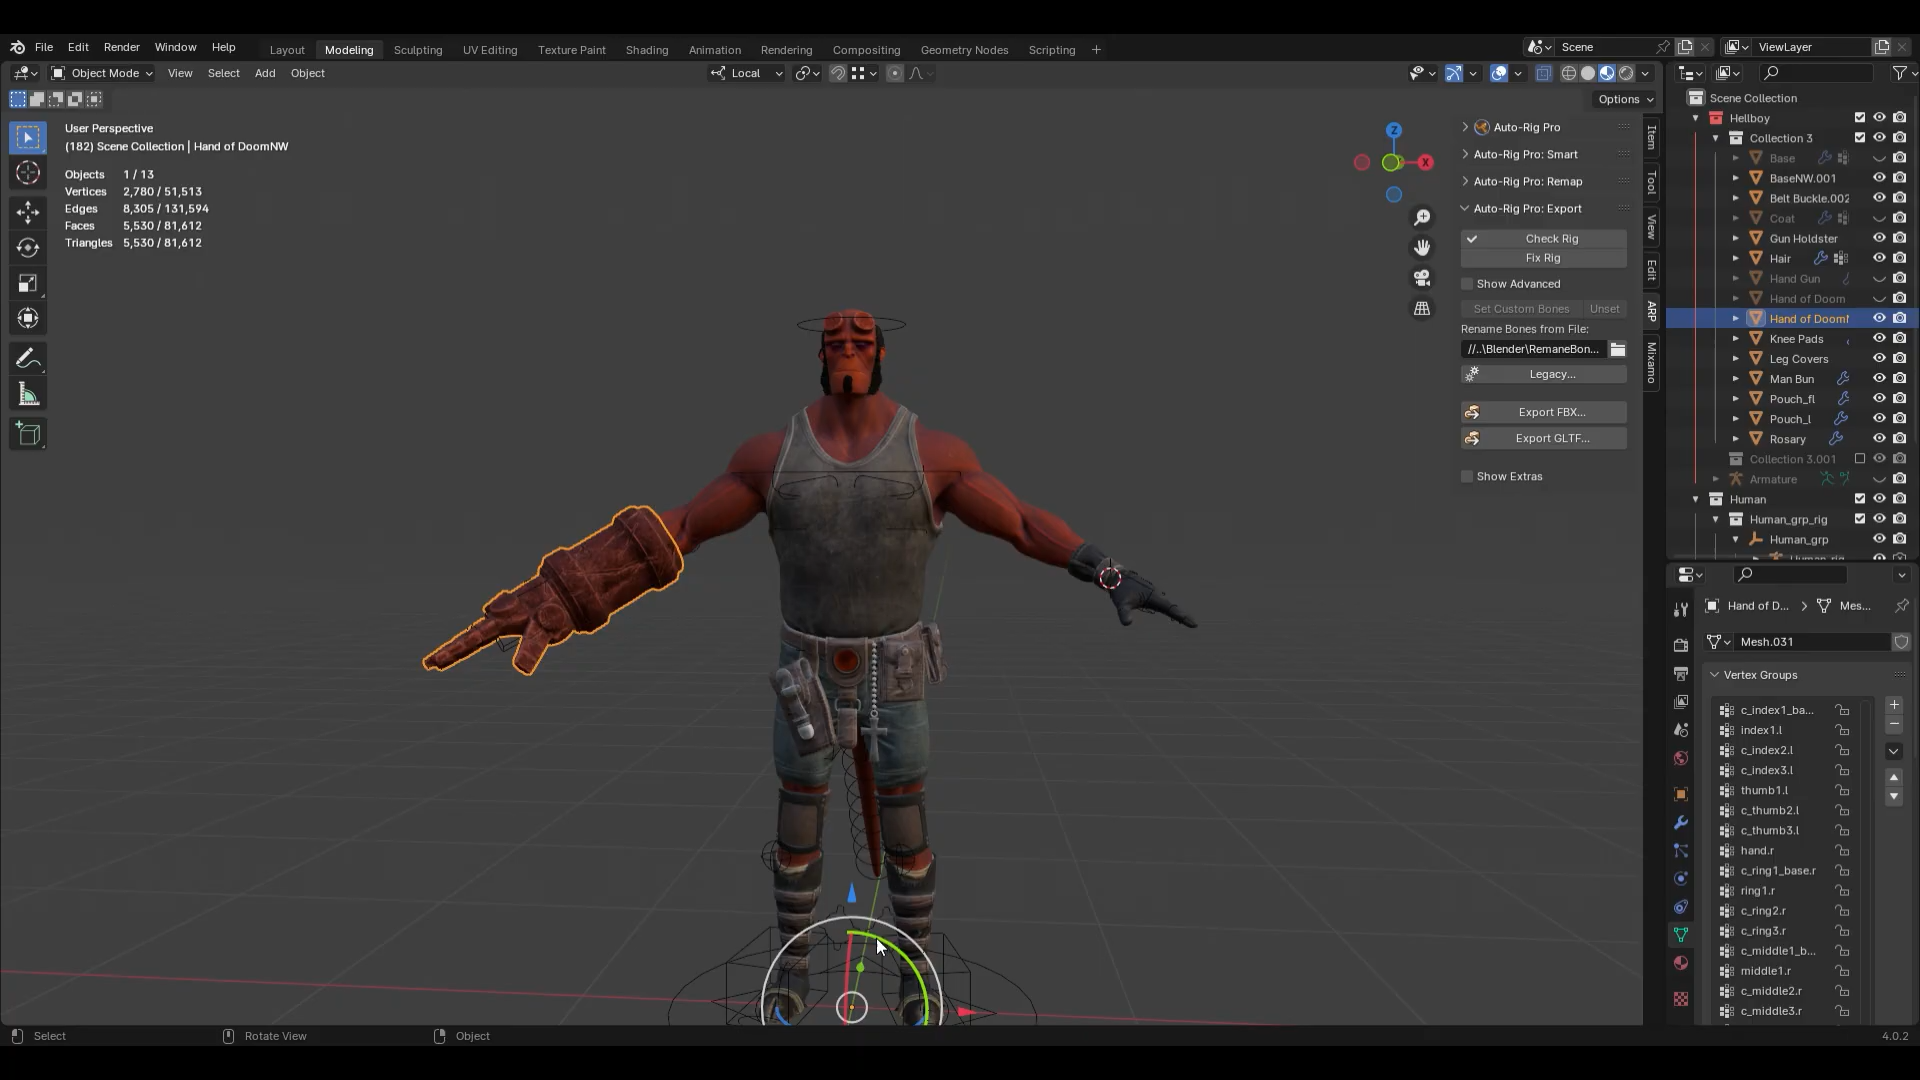 File Edit Render Window Help Layout Modeling Sculpting UV Editing Texture Paint Shading Animation Rendering Compositing Geometry Nodes Scripting + Scene ViewLayer
Object Mode View Select Add Object Local
Options
User Perspective
(182) Scene Collection | Hand of DoomNW
Objects 1 / 13
Vertices 2,780 / 51,513
Edges 8,305 / 131,594
Faces 5,530 / 81,612
Triangles 5,530 / 81,612
Z
X
Auto-Rig Pro
Auto-Rig Pro: Smart
Auto-Rig Pro: Remap
Auto-Rig Pro: Export
Check Rig
Fix Rig
Show Advanced
Set Custom Bones Unset
Rename Bones from File:
//..\Blender\RemaneBon...
Legacy...
Export FBX...
Export GLTF...
Show Extras
Item
Tool
View
Edit
ARP
Mixamo
Scene Collection
Hellboy
Collection 3
Base
BaseNW.001
Belt Buckle.002
Coat
Gun Holdster
Hair
Hand Gun
Hand of Doom
Hand of Doom
Knee Pads
Leg Covers
Man Bun
Pouch_fl
Pouch_l
Rosary
Collection 3.001
Armature
Human
Human_grp_rig
Human_grp
Human_rig
Hand of D... Mes...
Mesh.031
Vertex Groups
c_index1_ba...
index1.l
c_index2.l
c_index3.l
thumb1.l
c_thumb2.l
c_thumb3.l
hand.r
c_ring1_base.r
ring1.r
c_ring2.r
c_ring3.r
c_middle1_b...
middle1.r
c_middle2.r
c_middle3.r
Select Rotate View Object 4.0.2